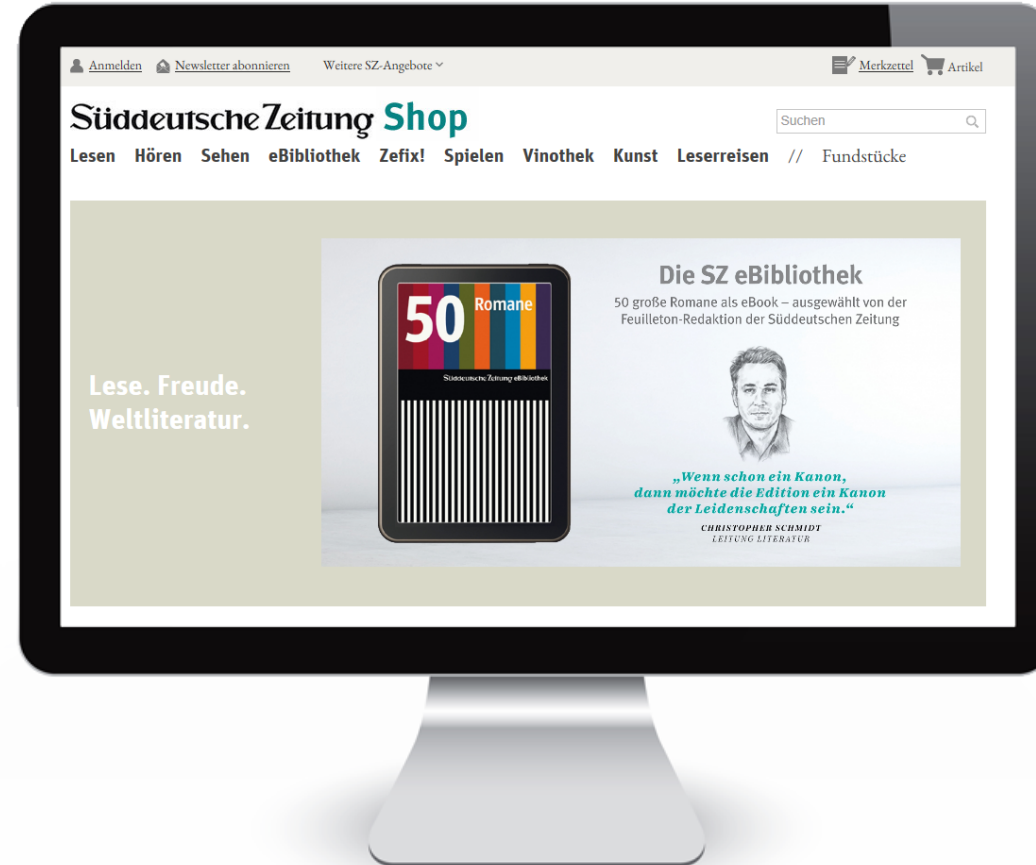 Anmelden Newsletter abonnieren Weitere SZ-Angebote Merkzettel Artikel
Süddeutsche Zeitung Shop
Suchen
Lesen Hören Sehen eBibliothek Zefix! Spielen Vinothek Kunst Leserreisen // Fundstücke
Lese. Freude.
Weltliteratur.
50 Romane
Süddeutsche Zeitung eBibliothek
Die SZ eBibliothek
50 große Romane als eBook – ausgewählt von der
Feuilleton-Redaktion der Süddeutschen Zeitung
„Wenn schon ein Kanon,
dann möchte die Edition ein Kanon
der Leidenschaften sein.“
CHRISTOPHER SCHMIDT
LEITUNG LITERATUR